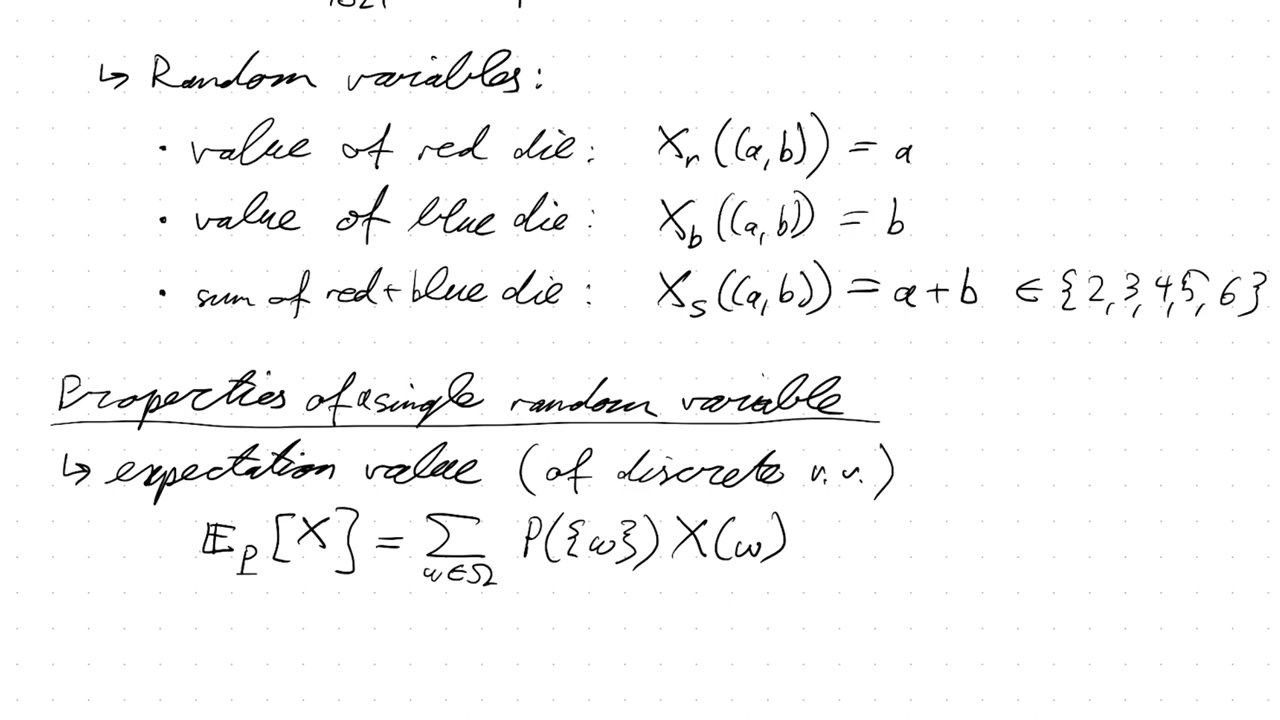 ↳ Random variables:
· value of red die: X_r((a,b)) = a
· value of blue die: X_b((a,b)) = b
· sum of red+blue die: X_S((a,b)) = a+b ∈ {2,3,4,5,6}
Properties of a single random variable
↳ expectation value (of discrete r.v.)
𝔼_P[X] = ∑_{ω∈Ω} P({ω}) X(ω)